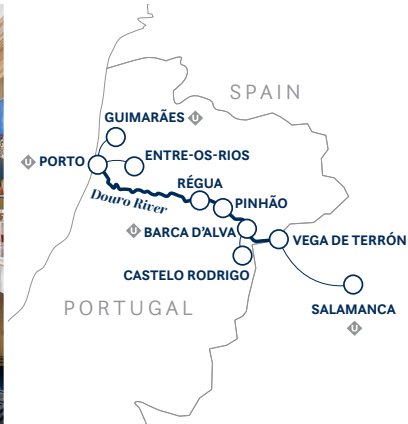 SPAIN
GUIMARÃES U
ENTRE-OS-RIOS
U PORTO
RÉGUA
Douro River
PINHÃO
U BARCA D'ALVA
VEGA DE TERRÓN
CASTELO RODRIGO
PORTUGAL
SALAMANCA
U